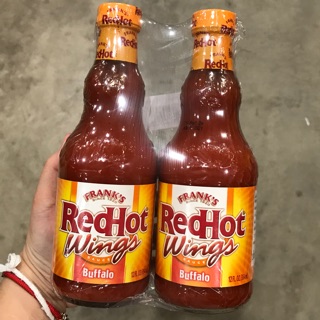 FRANK'S
RedHot
Wings
SAUCE
Buffalo
FRANK'S
RedHot
Wings
SAUCE
Buffalo